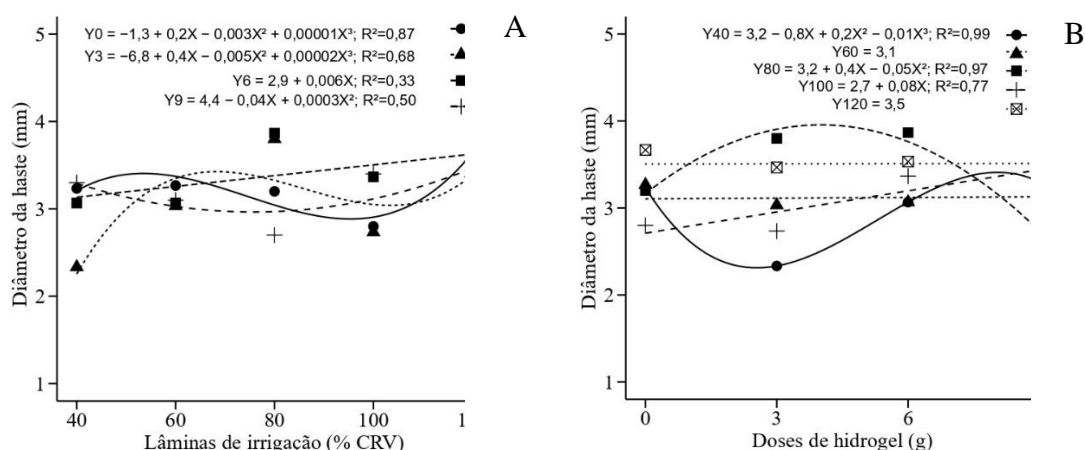 A
Y0 = −1,3 + 0,2X − 0,003X² + 0,00001X³; R²=0,87
Y3 = −6,8 + 0,4X − 0,005X² + 0,00002X³; R²=0,68
Y6 = 2,9 + 0,006X; R²=0,33
Y9 = 4,4 − 0,04X + 0,0003X²; R²=0,50
Diâmetro da haste (mm)
5
4
3
2
1
40 60 80 100 1
Lâminas de irrigação (% CRV)
B
Y40 = 3,2 − 0,8X + 0,2X² − 0,01X³; R²=0,99
Y60 = 3,1
Y80 = 3,2 + 0,4X − 0,05X²; R²=0,97
Y100 = 2,7 + 0,08X; R²=0,77
Y120 = 3,5
Diâmetro da haste (mm)
5
4
3
2
1
0 3 6
Doses de hidrogel (g)